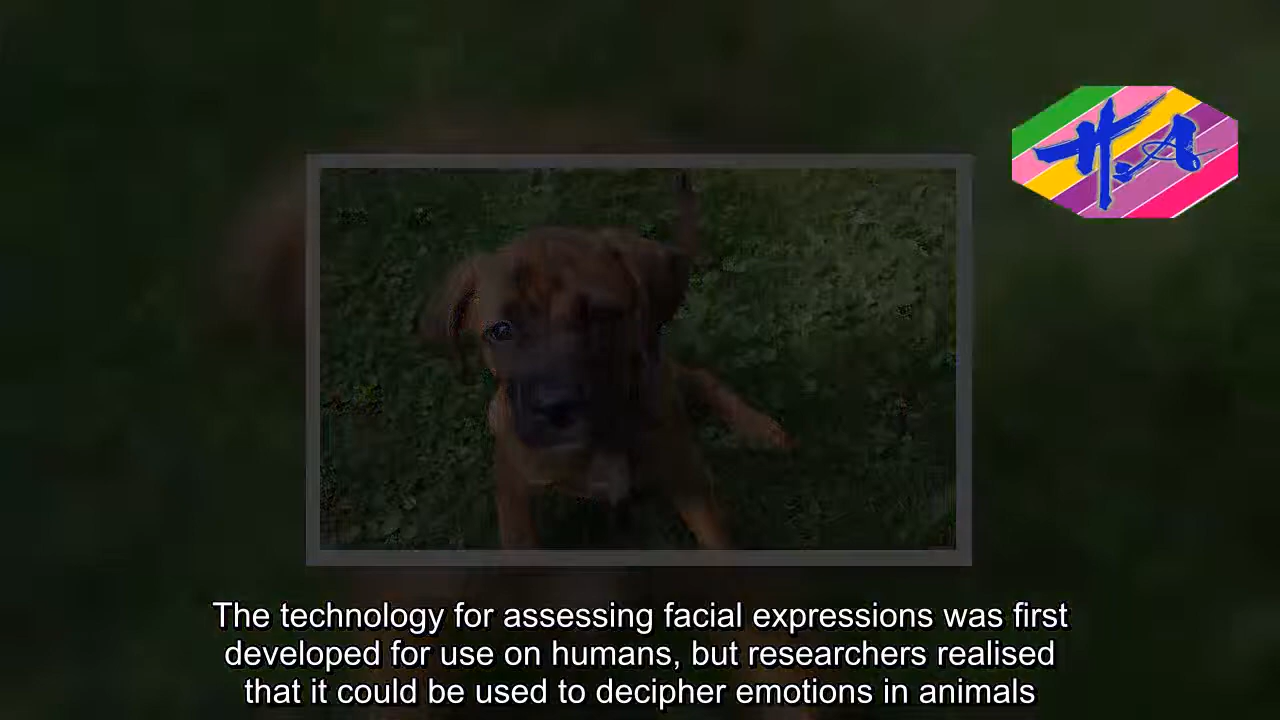 H.A
The technology for assessing facial expressions was first
developed for use on humans, but researchers realised
that it could be used to decipher emotions in animals